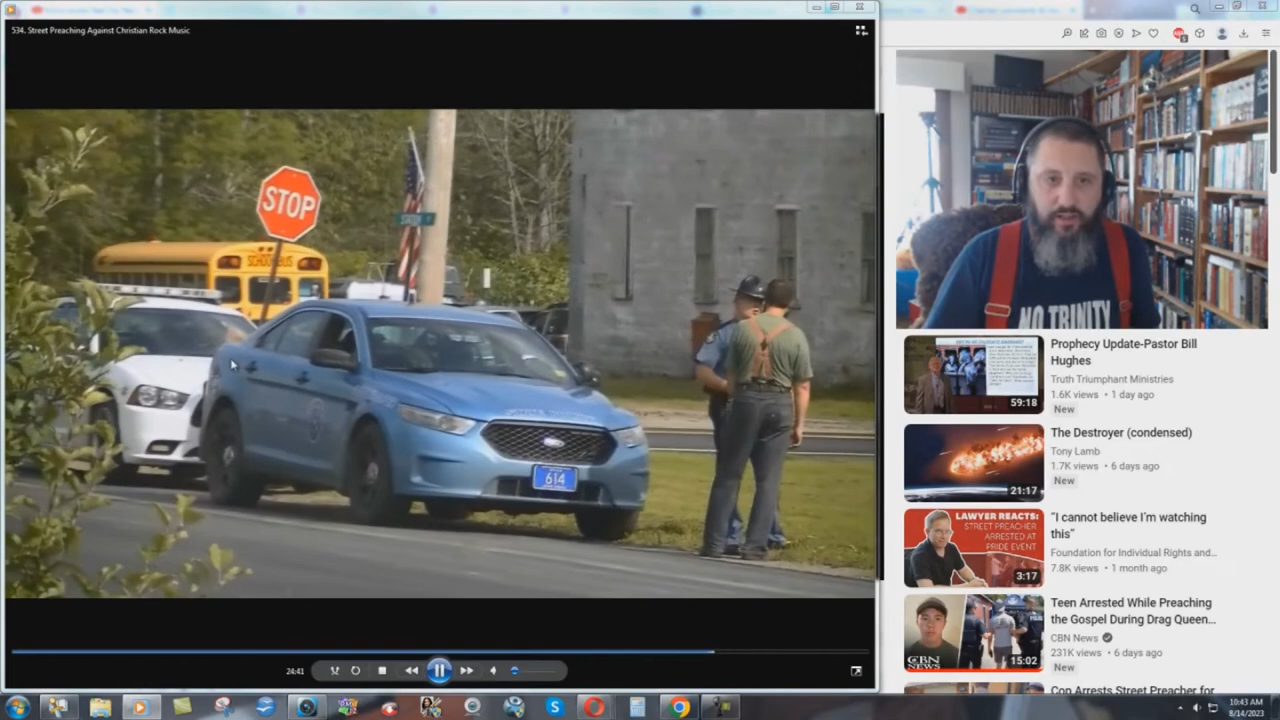 534. Street Preaching Against Christian Rock Music
STOP
SCHOOL BUS
614
24:41
NO TRINITY
59:18
Prophecy Update-Pastor Bill
Hughes
Truth Triumphant Ministries
1.6K views • 1 day ago
New
21:17
The Destroyer (condensed)
Tony Lamb
1.7K views • 6 days ago
New
LAWYER REACTS:
STREET PREACHER
ARRESTED AT
PRIDE EVENT
3:17
"I cannot believe I'm watching
this"
Foundation for Individual Rights and...
7.8K views • 1 month ago
CBN
NEWS
15:02
Teen Arrested While Preaching
the Gospel During Drag Queen...
CBN News
231K views • 6 days ago
New
Cop Arrests Street Preacher for
10:43 AM
8/14/2023